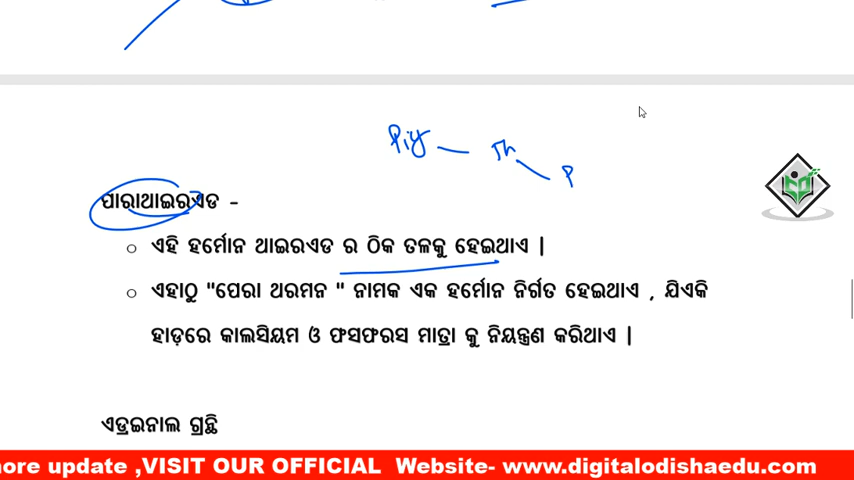 Pig — Th
P
ପାରାଥାଇରଏଡ -
o ଏହି ହର୍ମୋନ ଥାଇରଏଡ ର ଠିକ ତଳକୁ ହେଇଥାଏ |
o ଏହାଠୁ "ପେରା ଥରମନ " ନାମକ ଏକ ହର୍ମୋନ ନିର୍ଗତ ହେଇଥାଏ , ଯିଏକି
ହାଡ଼ରେ କାଲସିୟମ ଓ ଫସଫରସ ମାତ୍ରା କୁ ନିୟନ୍ତ୍ରଣ କରିଥାଏ |
ଏଡ୍ରଇନାଲ ଗ୍ରନ୍ଥି
more update ,VISIT OUR OFFICIAL Website- www.digitalodishaedu.com